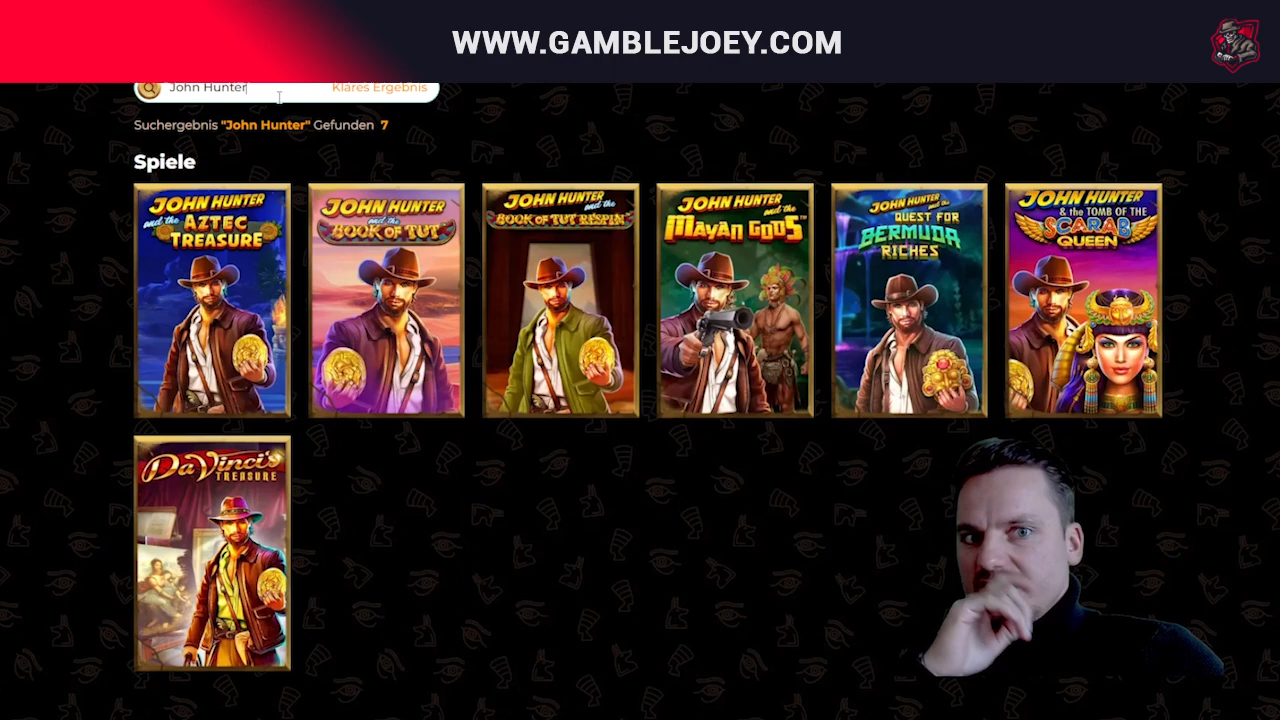 WWW.GAMBLEJOEY.COM
John Hunter
Klares Ergebnis
Suchergebnis "John Hunter" Gefunden 7
Spiele
JOHN HUNTER
and the
AZTEC
TREASURE
JOHN HUNTER
and the
BOOK OF TUT
JOHN HUNTER
and the
BOOK OF TUT RESPIN
JOHN HUNTER
and the
MAYAN GODS™
JOHN HUNTER
and the
QUEST FOR
BERMUDA
RICHES
JOHN HUNTER
& the TOMB OF THE
SCARAB
QUEEN
Da Vinci's
TREASURE